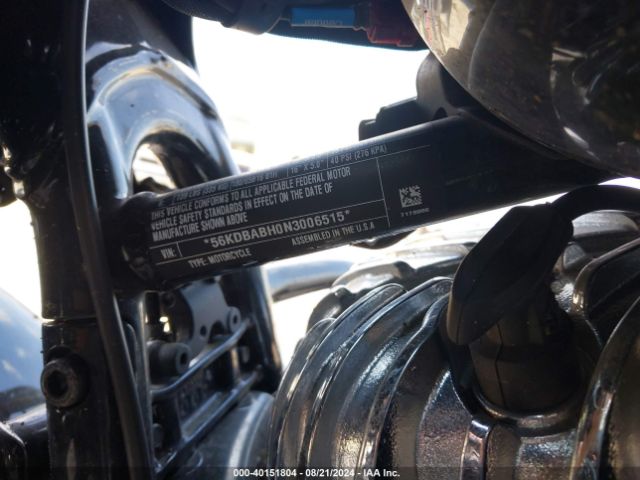 16" X 5.0" 40 PSI (276 KPA)
THIS VEHICLE CONFORMS TO ALL APPLICABLE FEDERAL MOTOR
VEHICLE SAFETY STANDARDS IN EFFECT ON THE DATE OF
MANUFACTURE SHOWN ABOVE
VIN: *56KDBABH0N3006515*
TYPE: MOTORCYCLE ASSEMBLED IN THE U.S.A
000-40151804 - 08/21/2024 - IAA Inc.